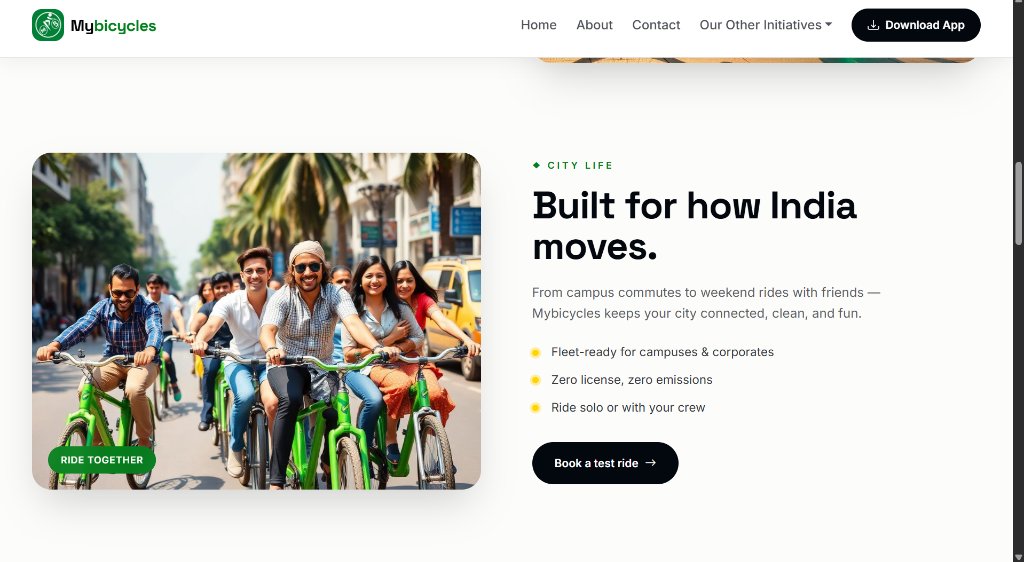 Mybicycles
Home
About
Contact
Our Other Initiatives
Download App
CITY LIFE
Built for how India
moves.
From campus commutes to weekend rides with friends —
Mybicycles keeps your city connected, clean, and fun.
Fleet-ready for campuses & corporates
Zero license, zero emissions
Ride solo or with your crew
Book a test ride →
RIDE TOGETHER